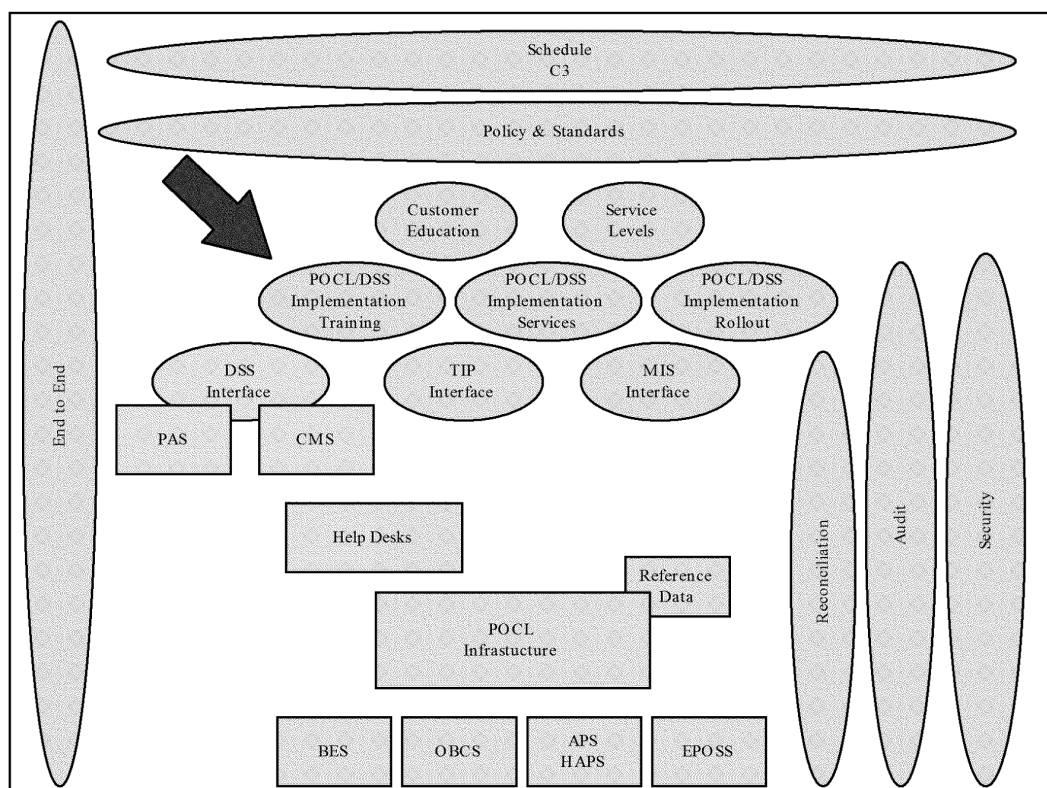 Schedule
C3
Policy & Standards
Customer
Education
Service
Levels
POCL/DSS
Implementation
Training
POCL/DSS
Implementation
Services
POCL/DSS
Implementation
Rollout
DSS
Interface
TIP
Interface
MIS
Interface
PAS
CMS
End to End
Help Desks
Reference
Data
POCL
Infrastucture
Reconciliation
Audit
Security
BES
OBCS
APS
HAPS
EPOSS